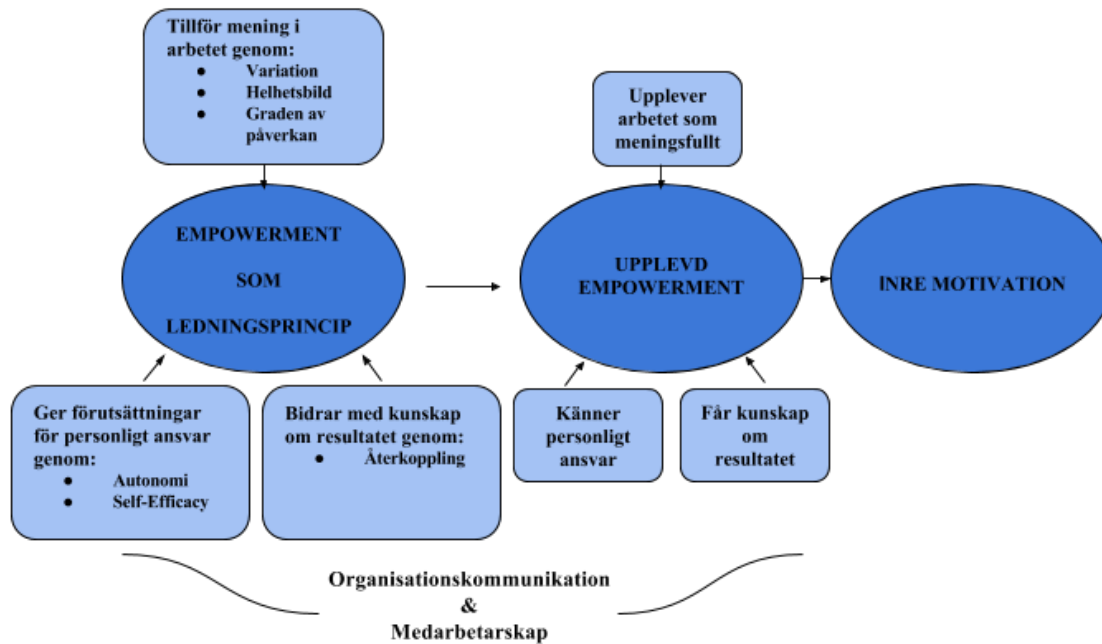 Tillför mening i
arbetet genom:
● Variation
● Helhetsbild
● Graden av
påverkan
Upplever
arbetet som
meningsfullt
EMPOWERMENT
SOM
LEDNINGSPRINCIP
UPPLEVD
EMPOWERMENT
INRE MOTIVATION
Ger förutsättningar
för personligt ansvar
genom:
● Autonomi
● Self-Efficacy
Bidrar med kunskap
om resultatet genom:
● Återkoppling
Känner
personligt
ansvar
Får kunskap
om
resultatet
Organisationskommunikation
&
Medarbetarskap